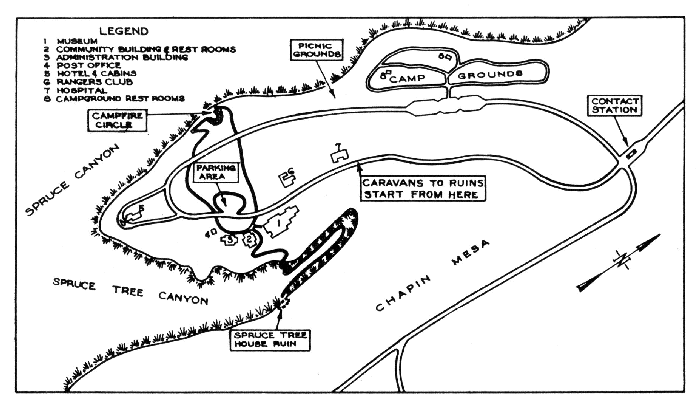 LEGEND
1 MUSEUM
2 COMMUNITY BUILDING & REST ROOMS
3 ADMINISTRATION BUILDING
4 POST OFFICE
5 HOTEL & CABINS
6 RANGERS CLUB
7 HOSPITAL
8 CAMPGROUND REST ROOMS
PICNIC
GROUNDS
8
8
CAMP GROUNDS
CONTACT
STATION
CAMPFIRE
CIRCLE
SPRUCE CANYON
PARKING
AREA
7
6
CARAVANS TO RUINS
START FROM HERE
5
4
3
2
1
SPRUCE TREE CANYON
CHAPIN MESA
N
SPRUCE TREE
HOUSE RUIN